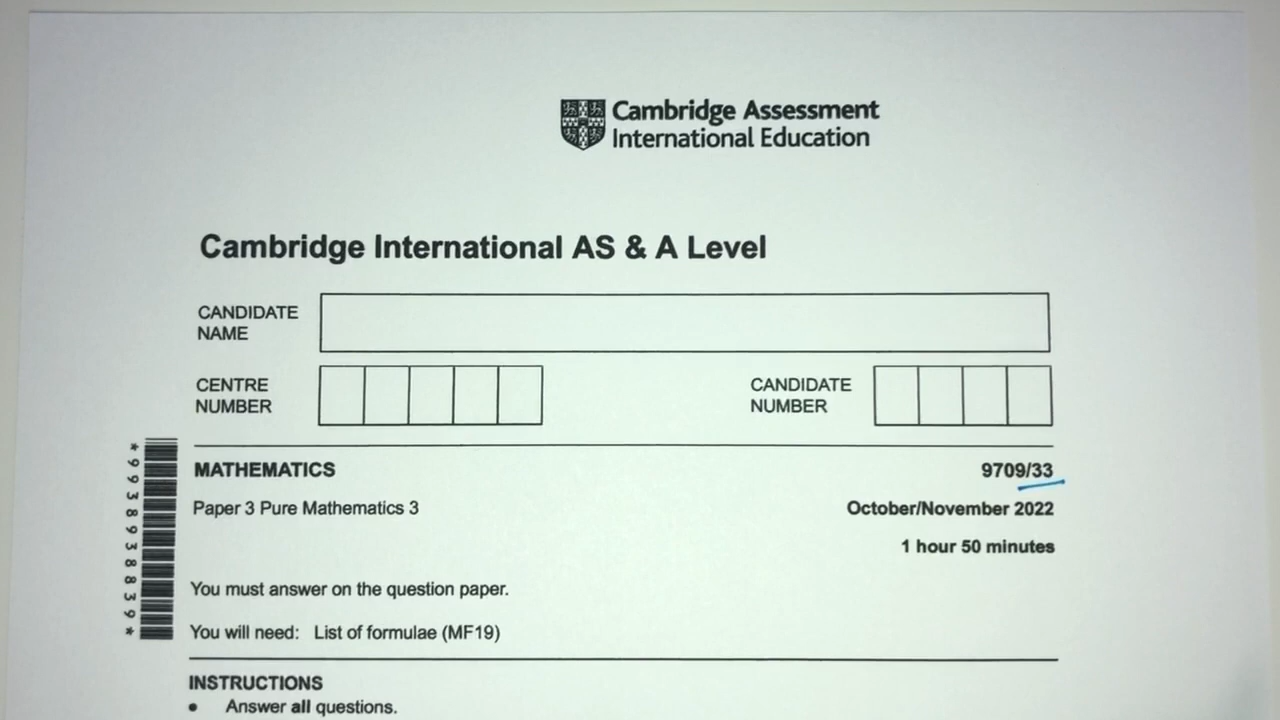 Cambridge Assessment
International Education
Cambridge International AS & A Level
CANDIDATE
NAME
CENTRE
NUMBER
CANDIDATE
NUMBER
*9938938839*
MATHEMATICS
9709/33
Paper 3 Pure Mathematics 3
October/November 2022
1 hour 50 minutes
You must answer on the question paper.
You will need: List of formulae (MF19)
INSTRUCTIONS
• Answer all questions.